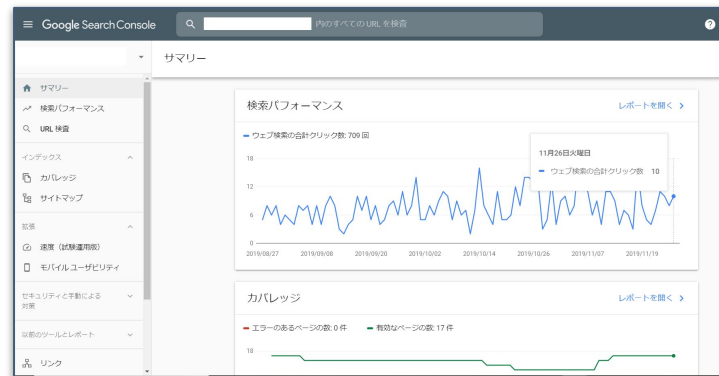 Google Search Console
内のすべての URL を検査
サマリー
サマリー
検索パフォーマンス
URL 検査
インデックス
カバレッジ
サイトマップ
拡張
速度（試験運用版）
モバイル ユーザビリティ
セキュリティと手動による
対策
以前のツールとレポート
リンク
検索パフォーマンス
レポートを開く
ウェブ検索の合計クリック数: 709 回
11月26日火曜日
ウェブ検索の合計クリック数 10
18
12
6
0
2019/08/27 2019/09/08 2019/09/20 2019/10/02 2019/10/14 2019/10/26 2019/11/07 2019/11/19
カバレッジ
レポートを開く
エラーのあるページの数: 0 件 有効なページの数: 17 件
18